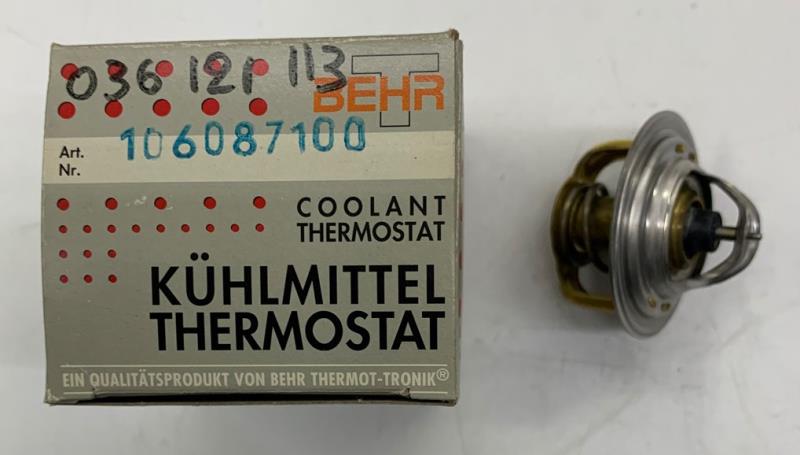 036 121 113
BEHR
Art. Nr. 106087100
COOLANT
THERMOSTAT
KÜHLMITTEL
THERMOSTAT
EIN QUALITÄTSPRODUKT VON BEHR THERMOT-TRONIK®